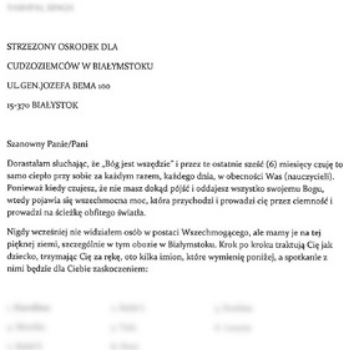 STRZEZONY OSRODEK DLA
CUDZOZIEMCÓW W BIAŁYMSTOKU
UL.GEN.JOZEFA BEMA 100
15-370 BIAŁYSTOK
Szanowny Panie/Pani
Dorastałam słuchając, że „Bóg jest wszędzie" i przez te ostatnie sześć (6) miesięcy czuję to
samo ciepło przy sobie za każdym razem, każdego dnia, w obecności Was (nauczycieli).
Ponieważ kiedy czujesz, że nie masz dokąd pójść i oddajesz wszystko swojemu Bogu,
wtedy pojawia się wszechmocna moc, która przychodzi i prowadzi cię przez ciemność i
prowadzi na ścieżkę obfitego światła.
Nigdy wcześniej nie widziałem osób w postaci Wszechmogącego, ale mamy je na tej
pięknej ziemi, szczególnie w tym obozie w Białymstoku. Krok po kroku traktują Cię jak
dziecko, trzymając Cię za rękę, oto kilka imion, które wymienię poniżej, a spotkanie z
nimi będzie dla Ciebie zaskoczeniem: